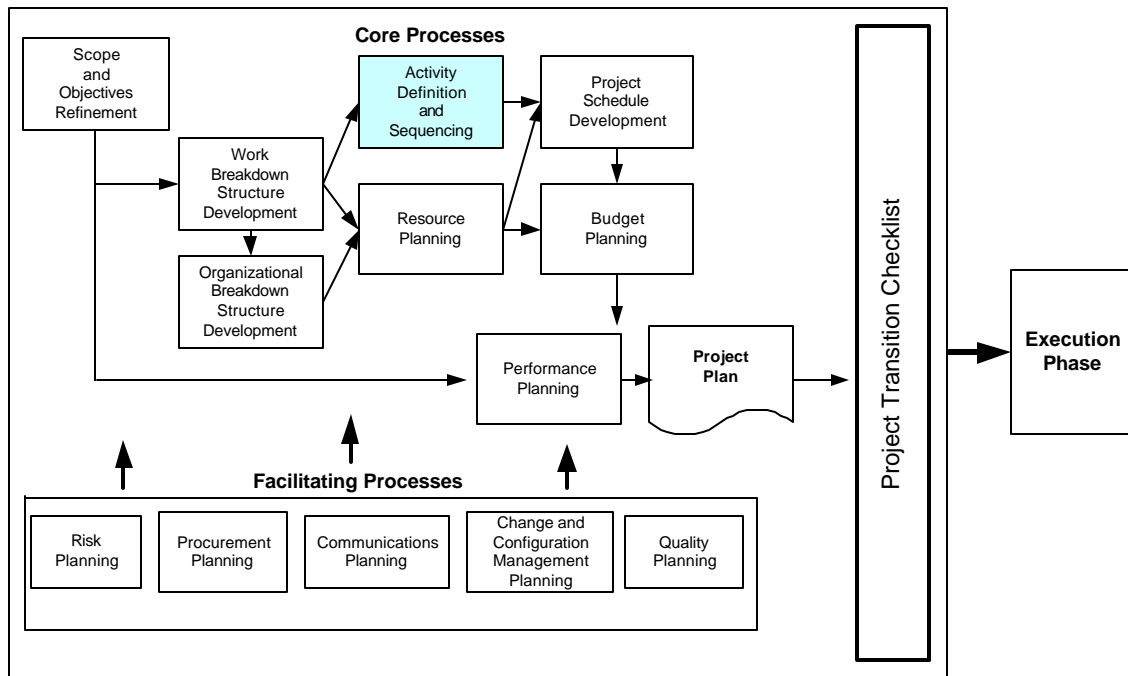 Core Processes
Scope
and
Objectives
Refinement
Activity
Definition
and
Sequencing
Project
Schedule
Development
Work
Breakdown
Structure
Development
Resource
Planning
Budget
Planning
Organizational
Breakdown
Structure
Development
Performance
Planning
Project
Plan
Project Transition Checklist
Execution
Phase
Facilitating Processes
Risk
Planning
Procurement
Planning
Communications
Planning
Change and
Configuration
Management
Planning
Quality
Planning